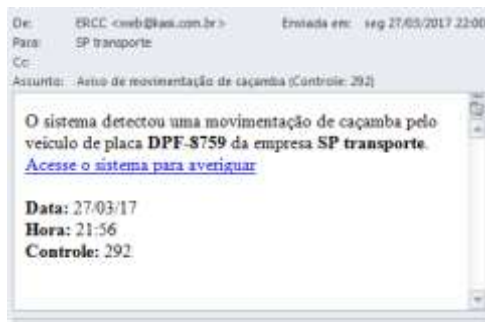 De: ERCC <web@kasi.com.br> Enviada em: seg 27/03/2017 22:00
Para: SP transporte
Cc:
Assunto: Aviso de movimentação de caçamba (Controle: 292)
O sistema detectou uma movimentação de caçamba pelo
veiculo de placa DPF-8759 da empresa SP transporte.
Acesse o sistema para averiguar
Data: 27/03/17
Hora: 21:56
Controle: 292